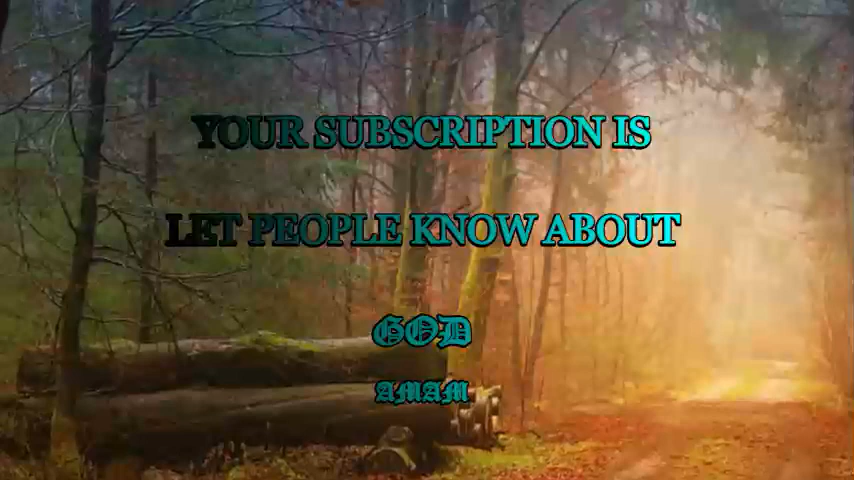 YOUR SUBSCRIPTION IS
LET PEOPLE KNOW ABOUT
GOD
AMAM